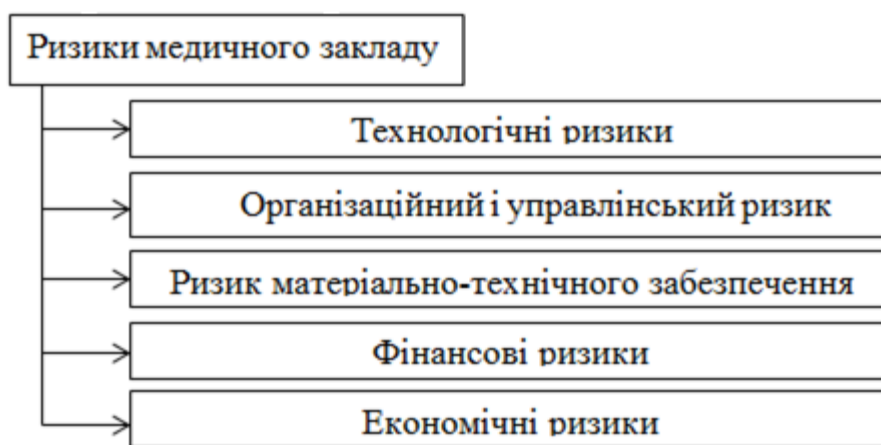 Ризики медичного закладу
Технологічні ризики
Організаційний і управлінський ризик
Ризик матеріально-технічного забезпечення
Фінансові ризики
Економічні ризики